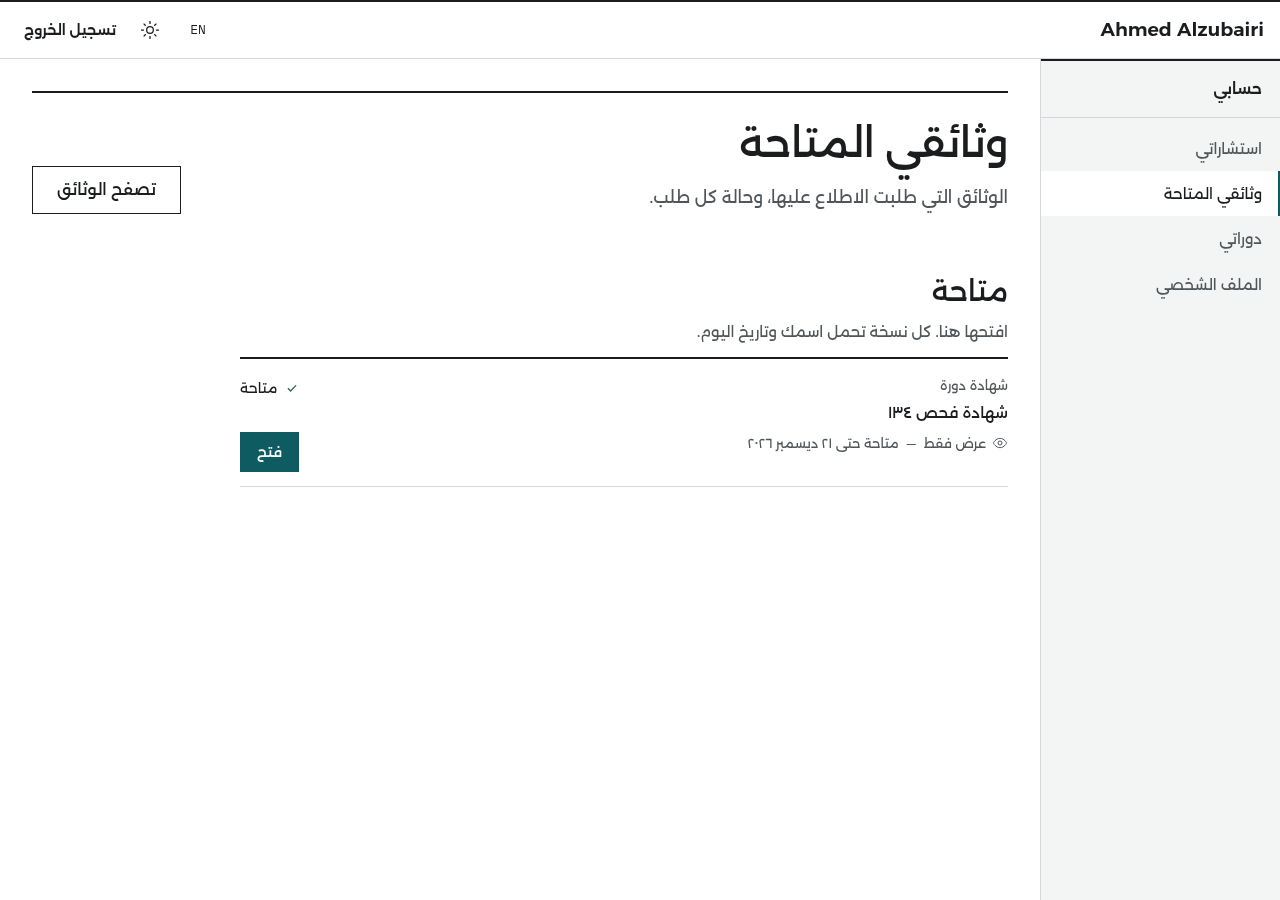 Ahmed Alzubairi
EN
تسجيل الخروج
حسابي
استشاراتي
وثائقي المتاحة
دوراتي
الملف الشخصي
وثائقي المتاحة
الوثائق التي طلبت الاطلاع عليها، وحالة كل طلب.
تصفح الوثائق
متاحة
افتحها هنا. كل نسخة تحمل اسمك وتاريخ اليوم.
شهادة دورة
شهادة فحص ١٣٤
عرض فقط — متاحة حتى ٢١ ديسمبر ٢٠٢٦
متاحة
فتح